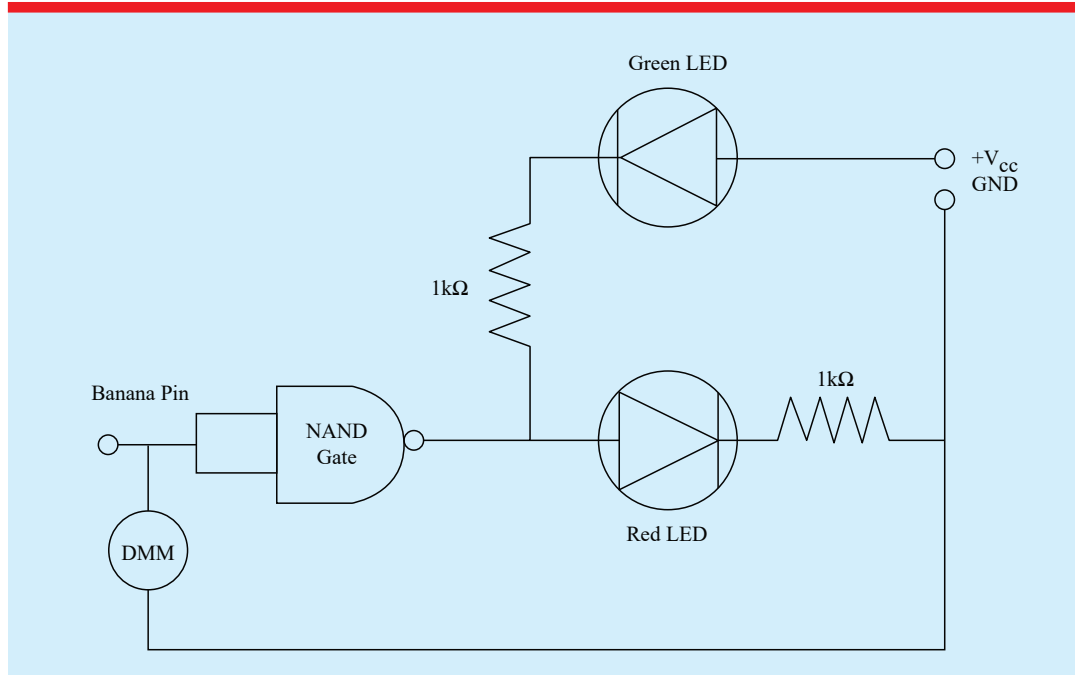 Green LED
+Vcc
GND
1kΩ
1kΩ
Banana Pin
NAND
Gate
DMM
Red LED